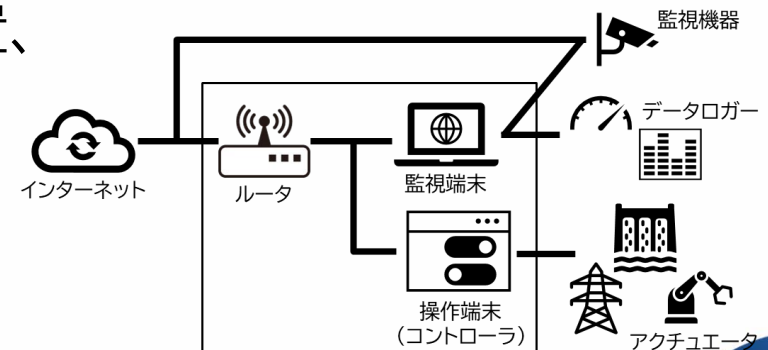 監視機器
データロガー
インターネット
ルータ
監視端末
操作端末
（コントローラ）
アクチュエータ